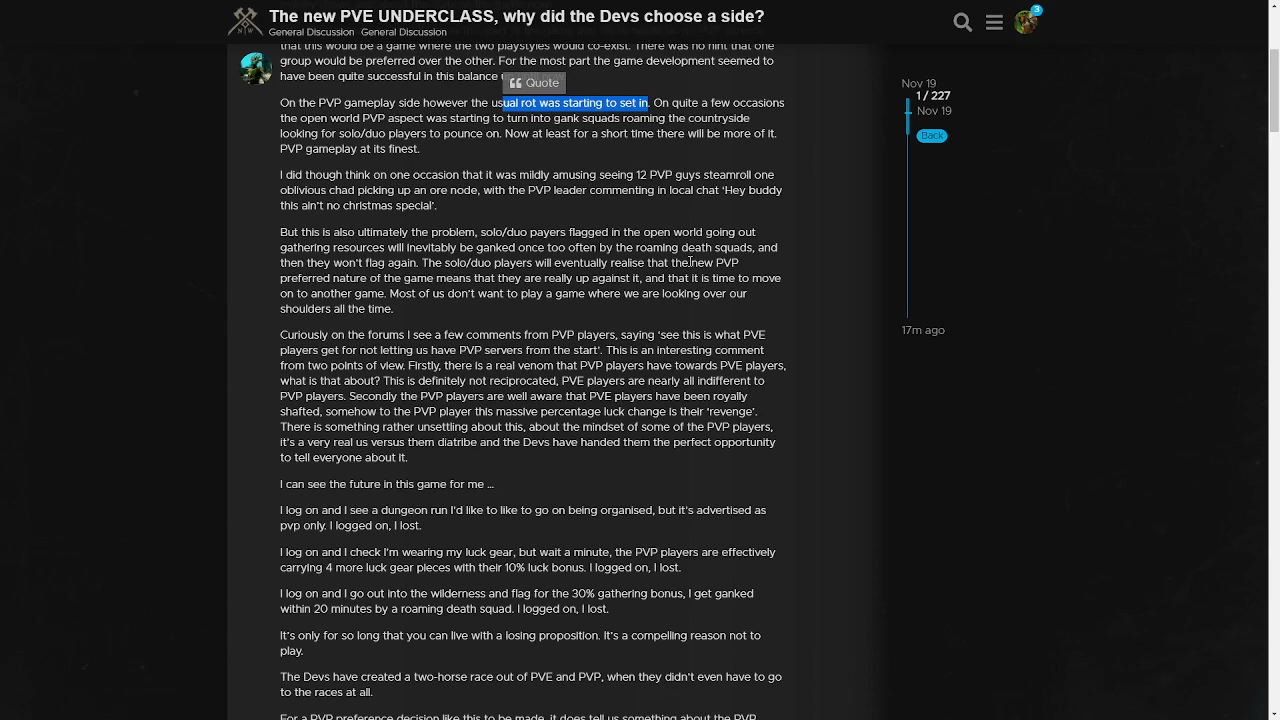 The new PVE UNDERCLASS, why did the Devs choose a side?
General Discussion General Discussion
3
that this would be a game where the two playstyles would co-exist. There was no hint that one
group would be preferred over the other. For the most part the game development seemed to
have been quite successful in this balance
Quote
On the PVP gameplay side however the usual rot was starting to set in. On quite a few occasions
the open world PVP aspect was starting to turn into gank squads roaming the countryside
looking for solo/duo players to pounce on. Now at least for a short time there will be more of it.
PVP gameplay at its finest.
I did though think on one occasion that it was mildly amusing seeing 12 PVP guys steamroll one
oblivious chad picking up an ore node, with the PVP leader commenting in local chat ‘Hey buddy
this ain’t no christmas special’.
But this is also ultimately the problem, solo/duo payers flagged in the open world going out
gathering resources will inevitably be ganked once too often by the roaming death squads, and
then they won’t flag again. The solo/duo players will eventually realise that the new PVP
preferred nature of the game means that they are really up against it, and that it is time to move
on to another game. Most of us don’t want to play a game where we are looking over our
shoulders all the time.
Curiously on the forums I see a few comments from PVP players, saying ‘see this is what PVE
players get for not letting us have PVP servers from the start’. This is an interesting comment
from two points of view. Firstly, there is a real venom that PVP players have towards PVE players,
what is that about? This is definitely not reciprocated, PVE players are nearly all indifferent to
PVP players. Secondly the PVP players are well aware that PVE players have been royally
shafted, somehow to the PVP player this massive percentage luck change is their ‘revenge’.
There is something rather unsettling about this, about the mindset of some of the PVP players,
it’s a very real us versus them diatribe and the Devs have handed them the perfect opportunity
to tell everyone about it.
I can see the future in this game for me …
I log on and I see a dungeon run I’d like to like to go on being organised, but it’s advertised as
pvp only. I logged on, I lost.
I log on and I check I’m wearing my luck gear, but wait a minute, the PVP players are effectively
carrying 4 more luck gear pieces with their 10% luck bonus. I logged on, I lost.
I log on and I go out into the wilderness and flag for the 30% gathering bonus, I get ganked
within 20 minutes by a roaming death squad. I logged on, I lost.
It’s only for so long that you can live with a losing proposition. It’s a compelling reason not to
play.
The Devs have created a two-horse race out of PVE and PVP, when they didn’t even have to go
to the races at all.
For a PVP preference decision like this to be made, it does tell us something about the PVP
Nov 19
1 / 227
Nov 19
Back
17m ago